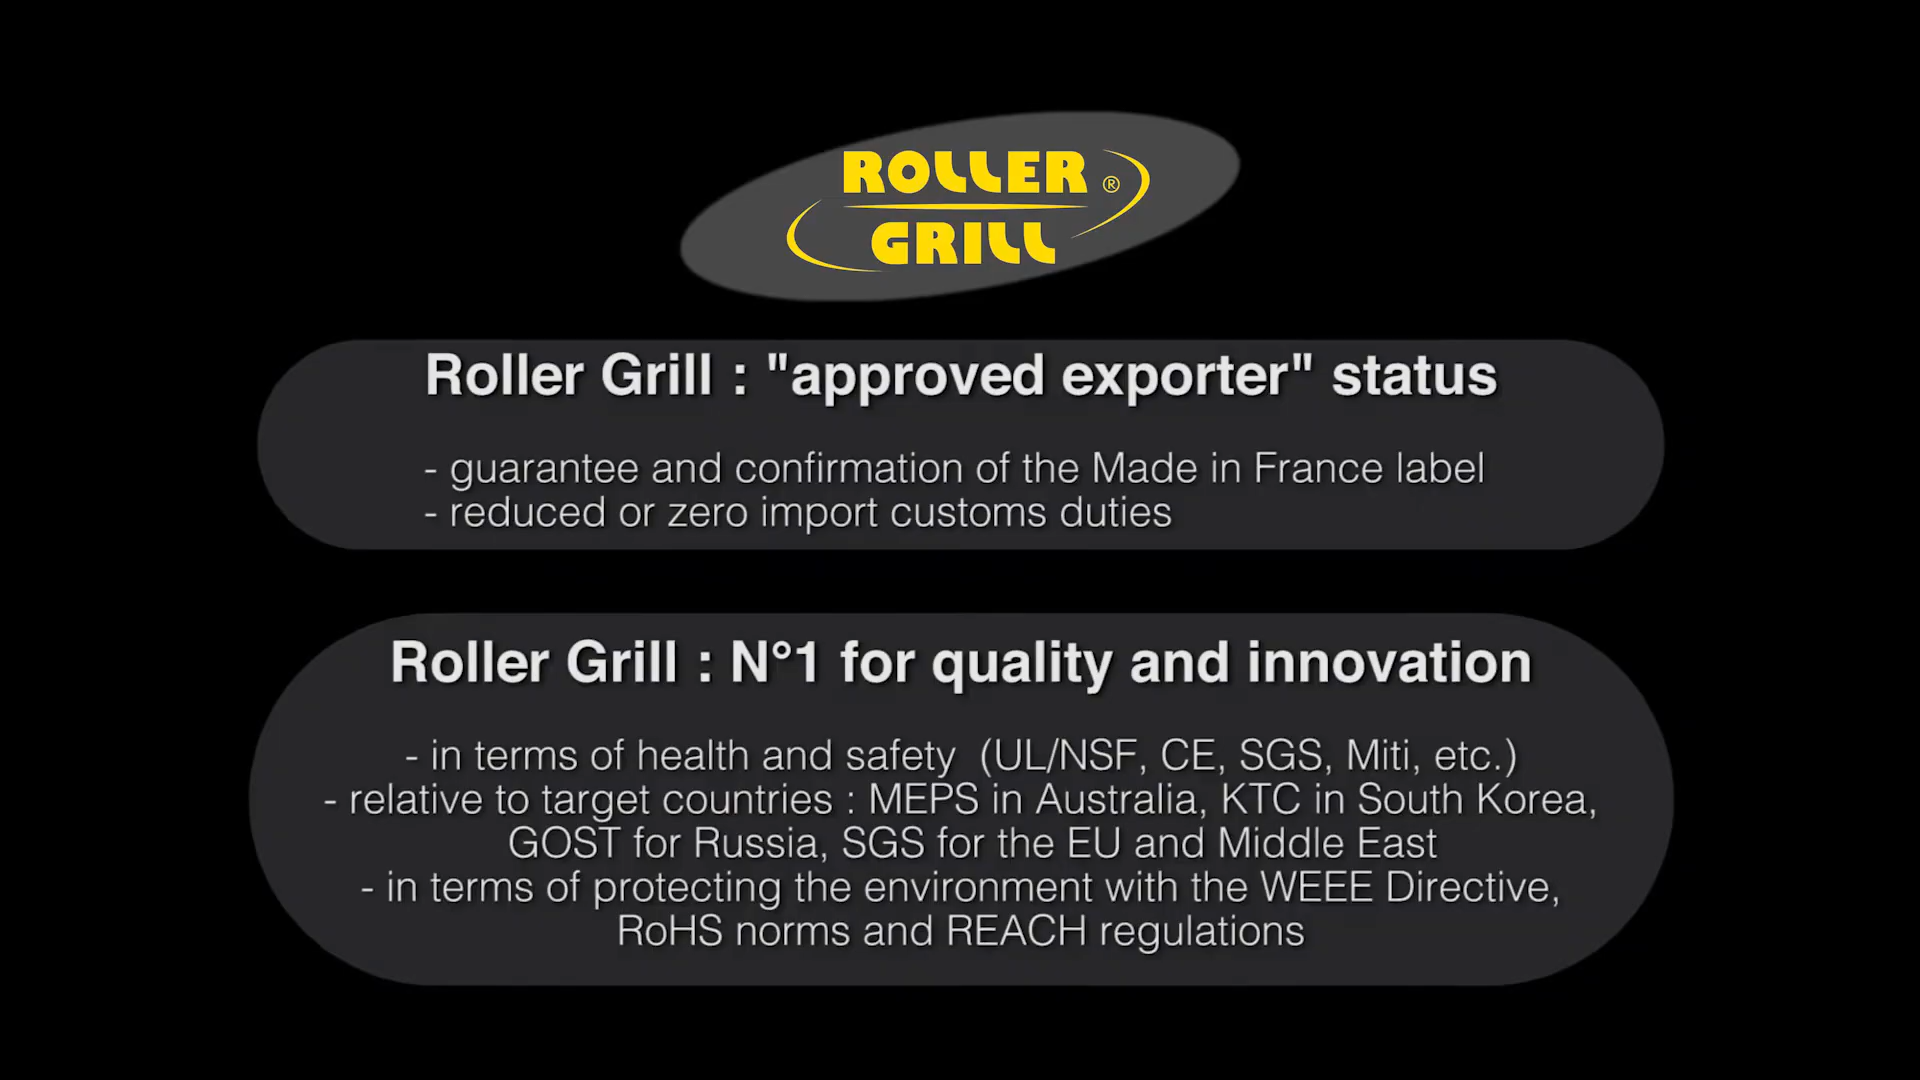 ROLLER ®
GRILL
Roller Grill : "approved exporter" status
- guarantee and confirmation of the Made in France label
- reduced or zero import customs duties
Roller Grill : N°1 for quality and innovation
- in terms of health and safety  (UL/NSF, CE, SGS, Miti, etc.)
- relative to target countries : MEPS in Australia, KTC in South Korea,
GOST for Russia, SGS for the EU and Middle East
- in terms of protecting the environment with the WEEE Directive,
RoHS norms and REACH regulations